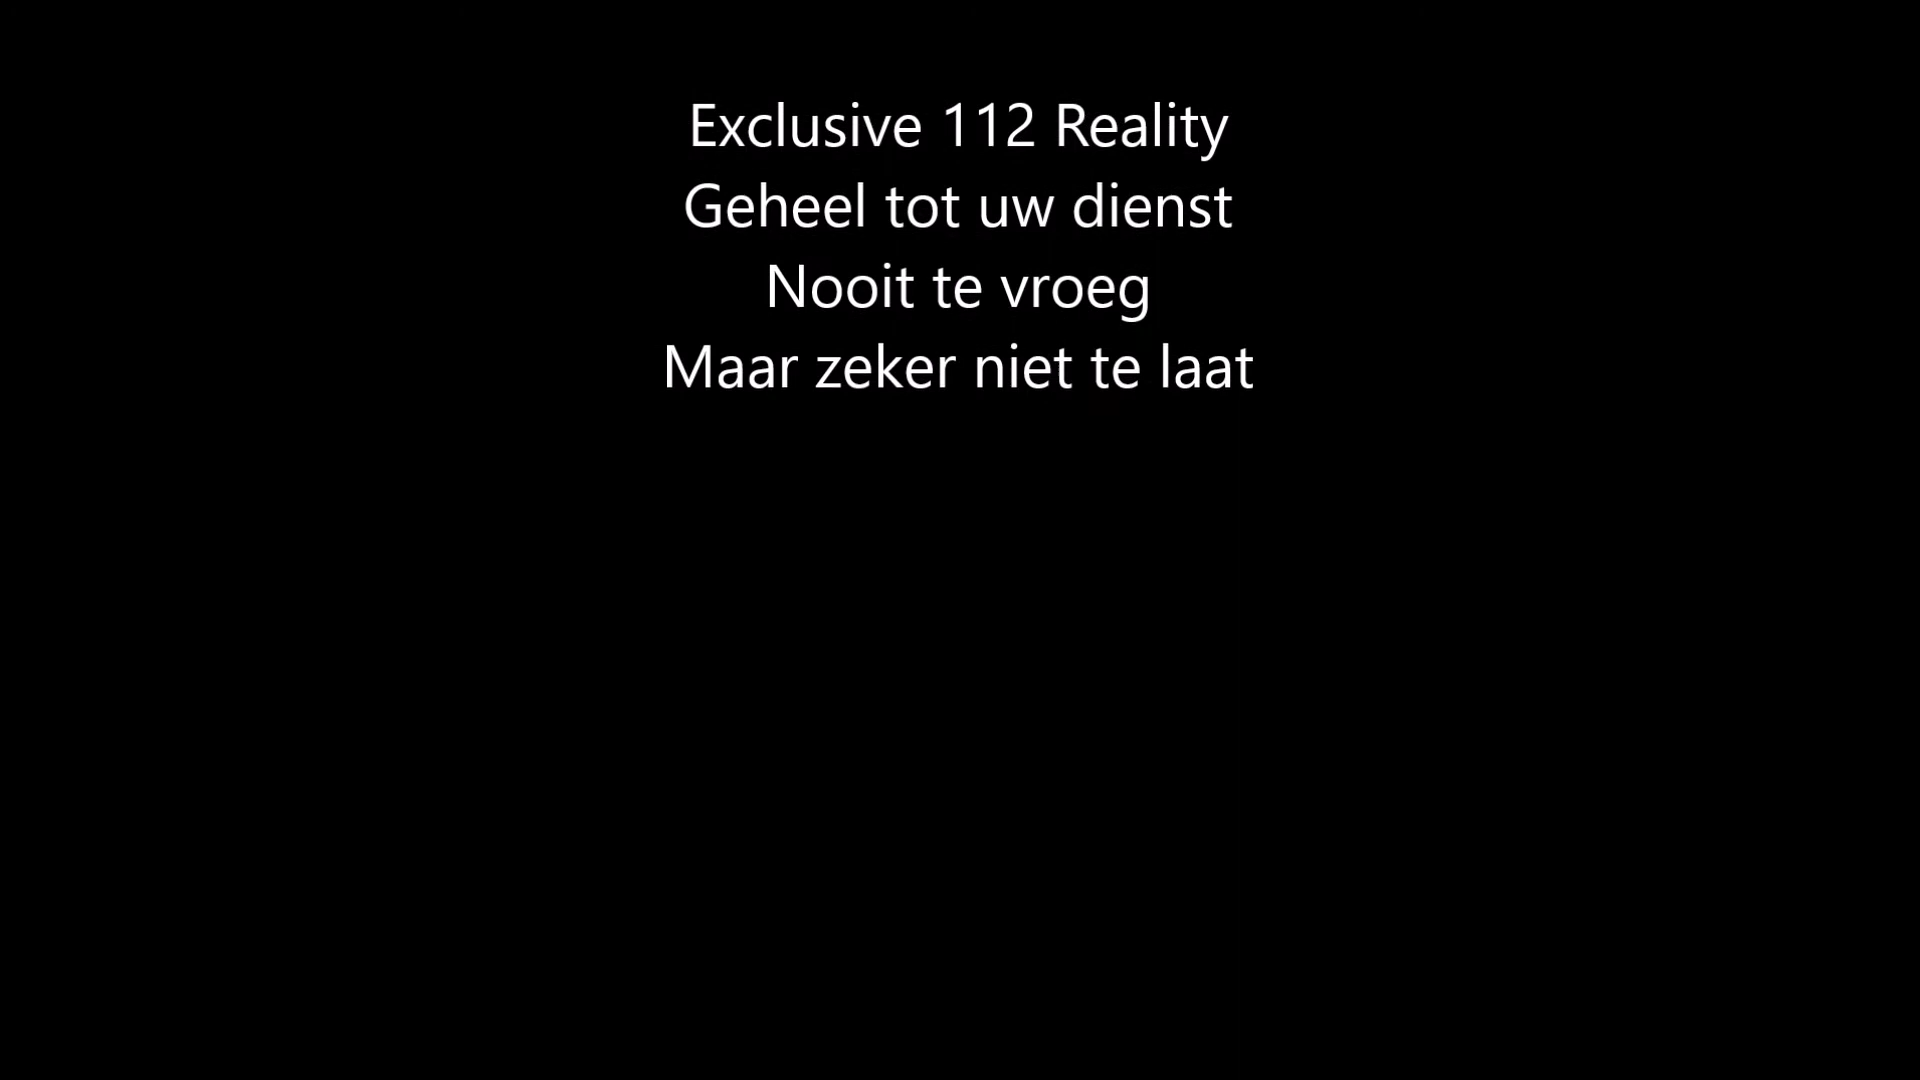 Exclusive 112 Reality
Geheel tot uw dienst
Nooit te vroeg
Maar zeker niet te laat